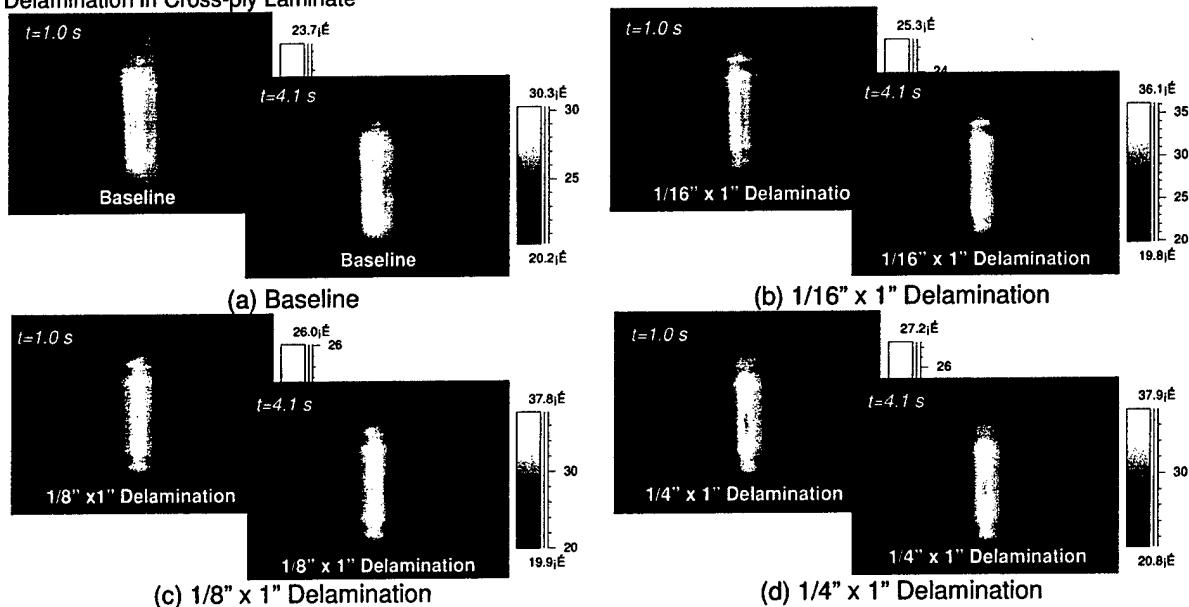 Delamination in Cross-ply Laminate
t=1.0 s
23.7¡É
Baseline
t=4.1 s
30.3¡É
30
25
20.2¡É
Baseline
(a) Baseline
t=1.0 s
25.3¡É
24
1/16" x 1" Delaminatio
t=4.1 s
36.1¡É
35
30
25
20
19.8¡É
1/16" x 1" Delamination
(b) 1/16" x 1" Delamination
t=1.0 s
26.0¡É
26
1/8" x1" Delamination
t=4.1 s
37.8¡É
30
20
19.9¡É
1/8" x 1" Delamination
(c) 1/8" x 1" Delamination
t=1.0 s
27.2¡É
26
1/4" x 1" Delamination
t=4.1 s
37.9¡É
30
20.8¡É
1/4" x 1" Delamination
(d) 1/4" x 1" Delamination